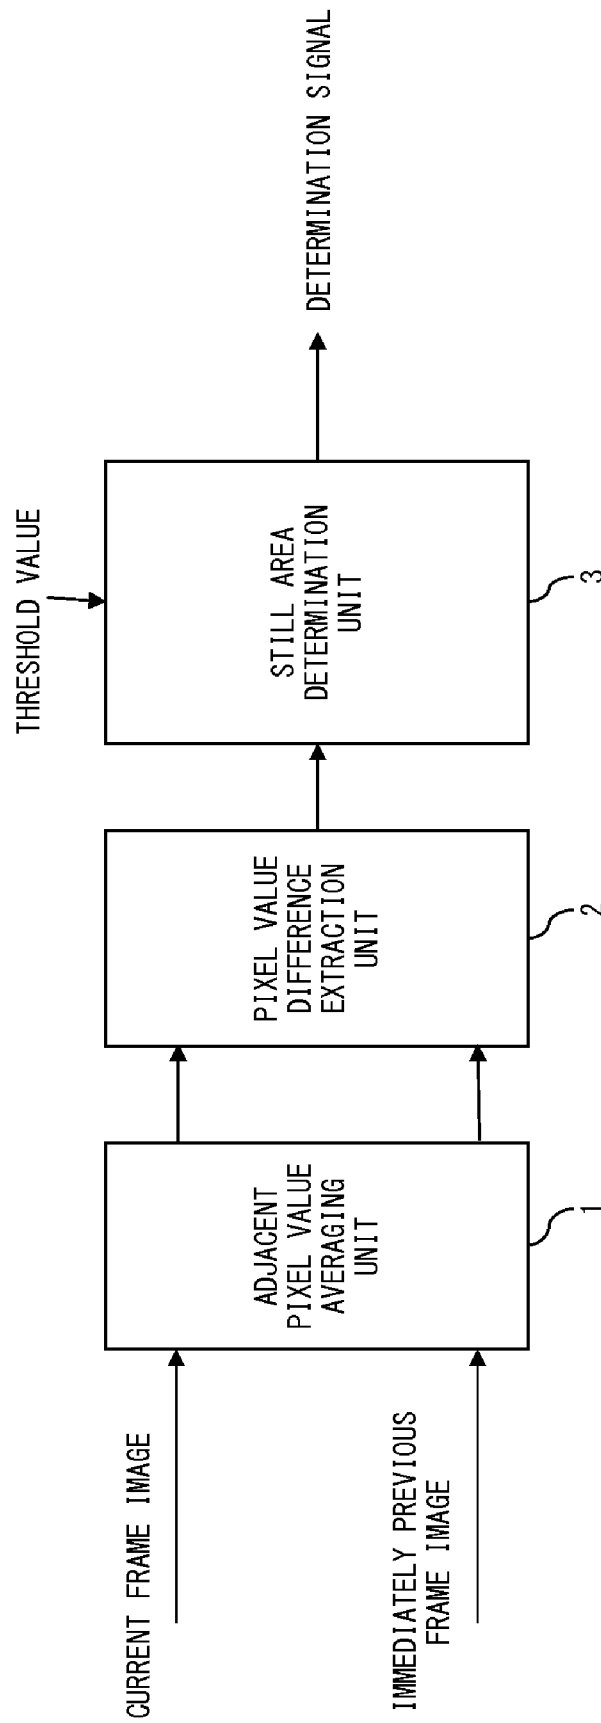 CURRENT FRAME IMAGE
IMMEDIATELY PREVIOUS
FRAME IMAGE
ADJACENT
PIXEL VALUE
AVERAGING
UNIT
1
PIXEL VALUE
DIFFERENCE
EXTRACTION
UNIT
2
THRESHOLD VALUE
STILL AREA
DETERMINATION
UNIT
3
DETERMINATION SIGNAL